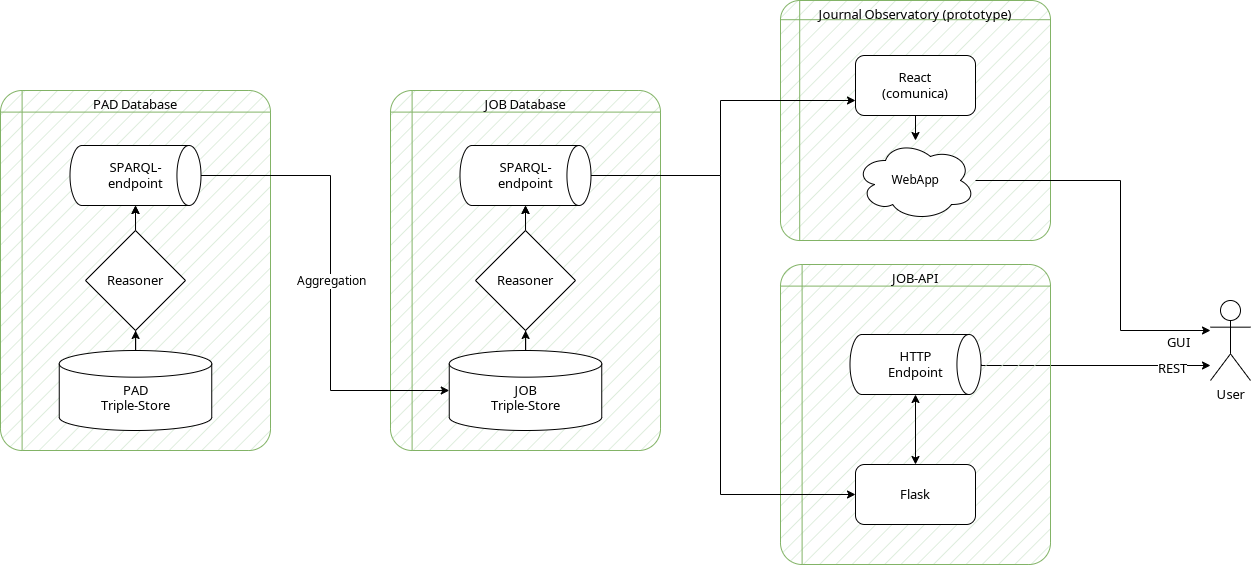 PAD Database
SPARQL-
endpoint
Reasoner
PAD
Triple-Store
Aggregation
JOB Database
SPARQL-
endpoint
Reasoner
JOB
Triple-Store
Journal Observatory (prototype)
React
(comunica)
WebApp
JOB-API
HTTP
Endpoint
Flask
GUI
REST
User